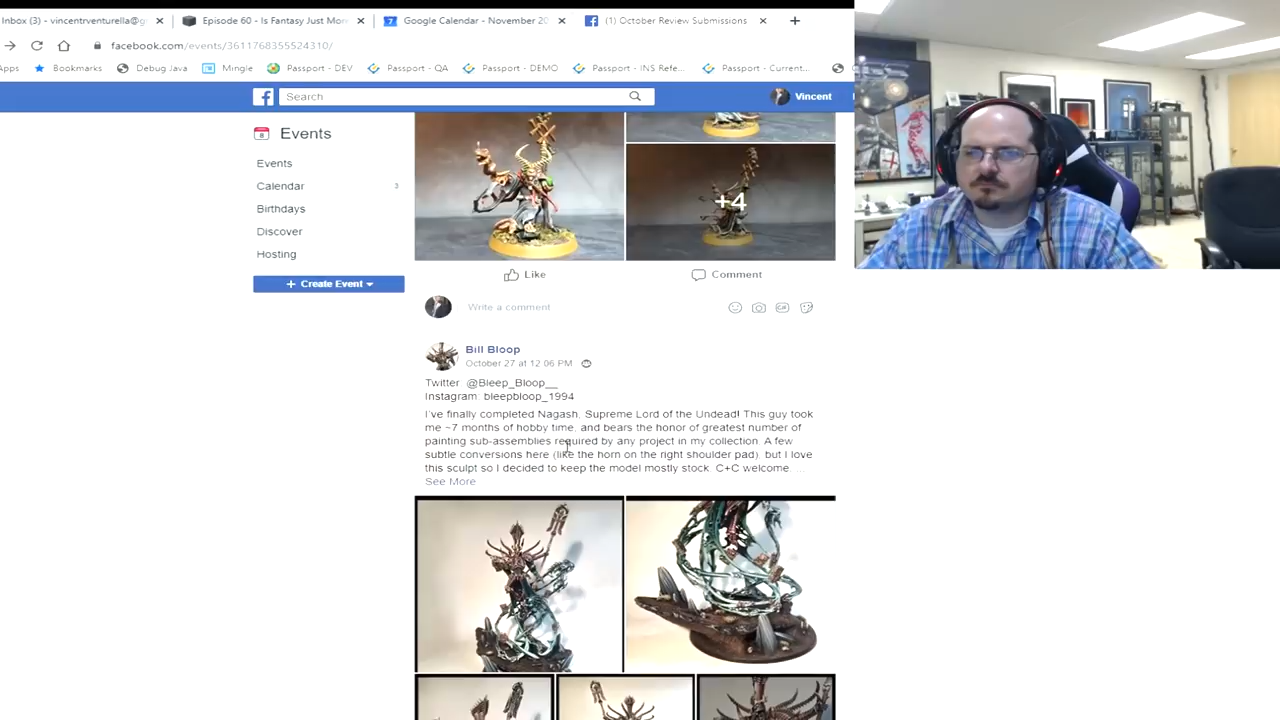 Inbox (3) - vincentrventurella@g
Episode 60 - Is Fantasy Just Mor
Google Calendar - November 20
(1) October Review Submissions
facebook.com/events/3611768355524310/
Apps
Bookmarks
Debug Java
Mingle
Passport - DEV
Passport - QA
Passport - DEMO
Passport - INS Refe...
Passport - Current...
Search
Vincent
Events
Events
Calendar
3
Birthdays
Discover
Hosting
+ Create Event
+4
Like
Comment
Write a comment
GIF
Bill Bloop
October 27 at 12:06 PM
Twitter: @Bleep_Bloop__
Instagram: bleepbloop_1994
I've finally completed Nagash, Supreme Lord of the Undead! This guy took
me ~7 months of hobby time, and bears the honor of greatest number of
painting sub-assemblies required by any project in my collection. A few
subtle conversions here (like the horn on the right shoulder pad), but I love
this sculpt so I decided to keep the model mostly stock. C+C welcome. ...
See More